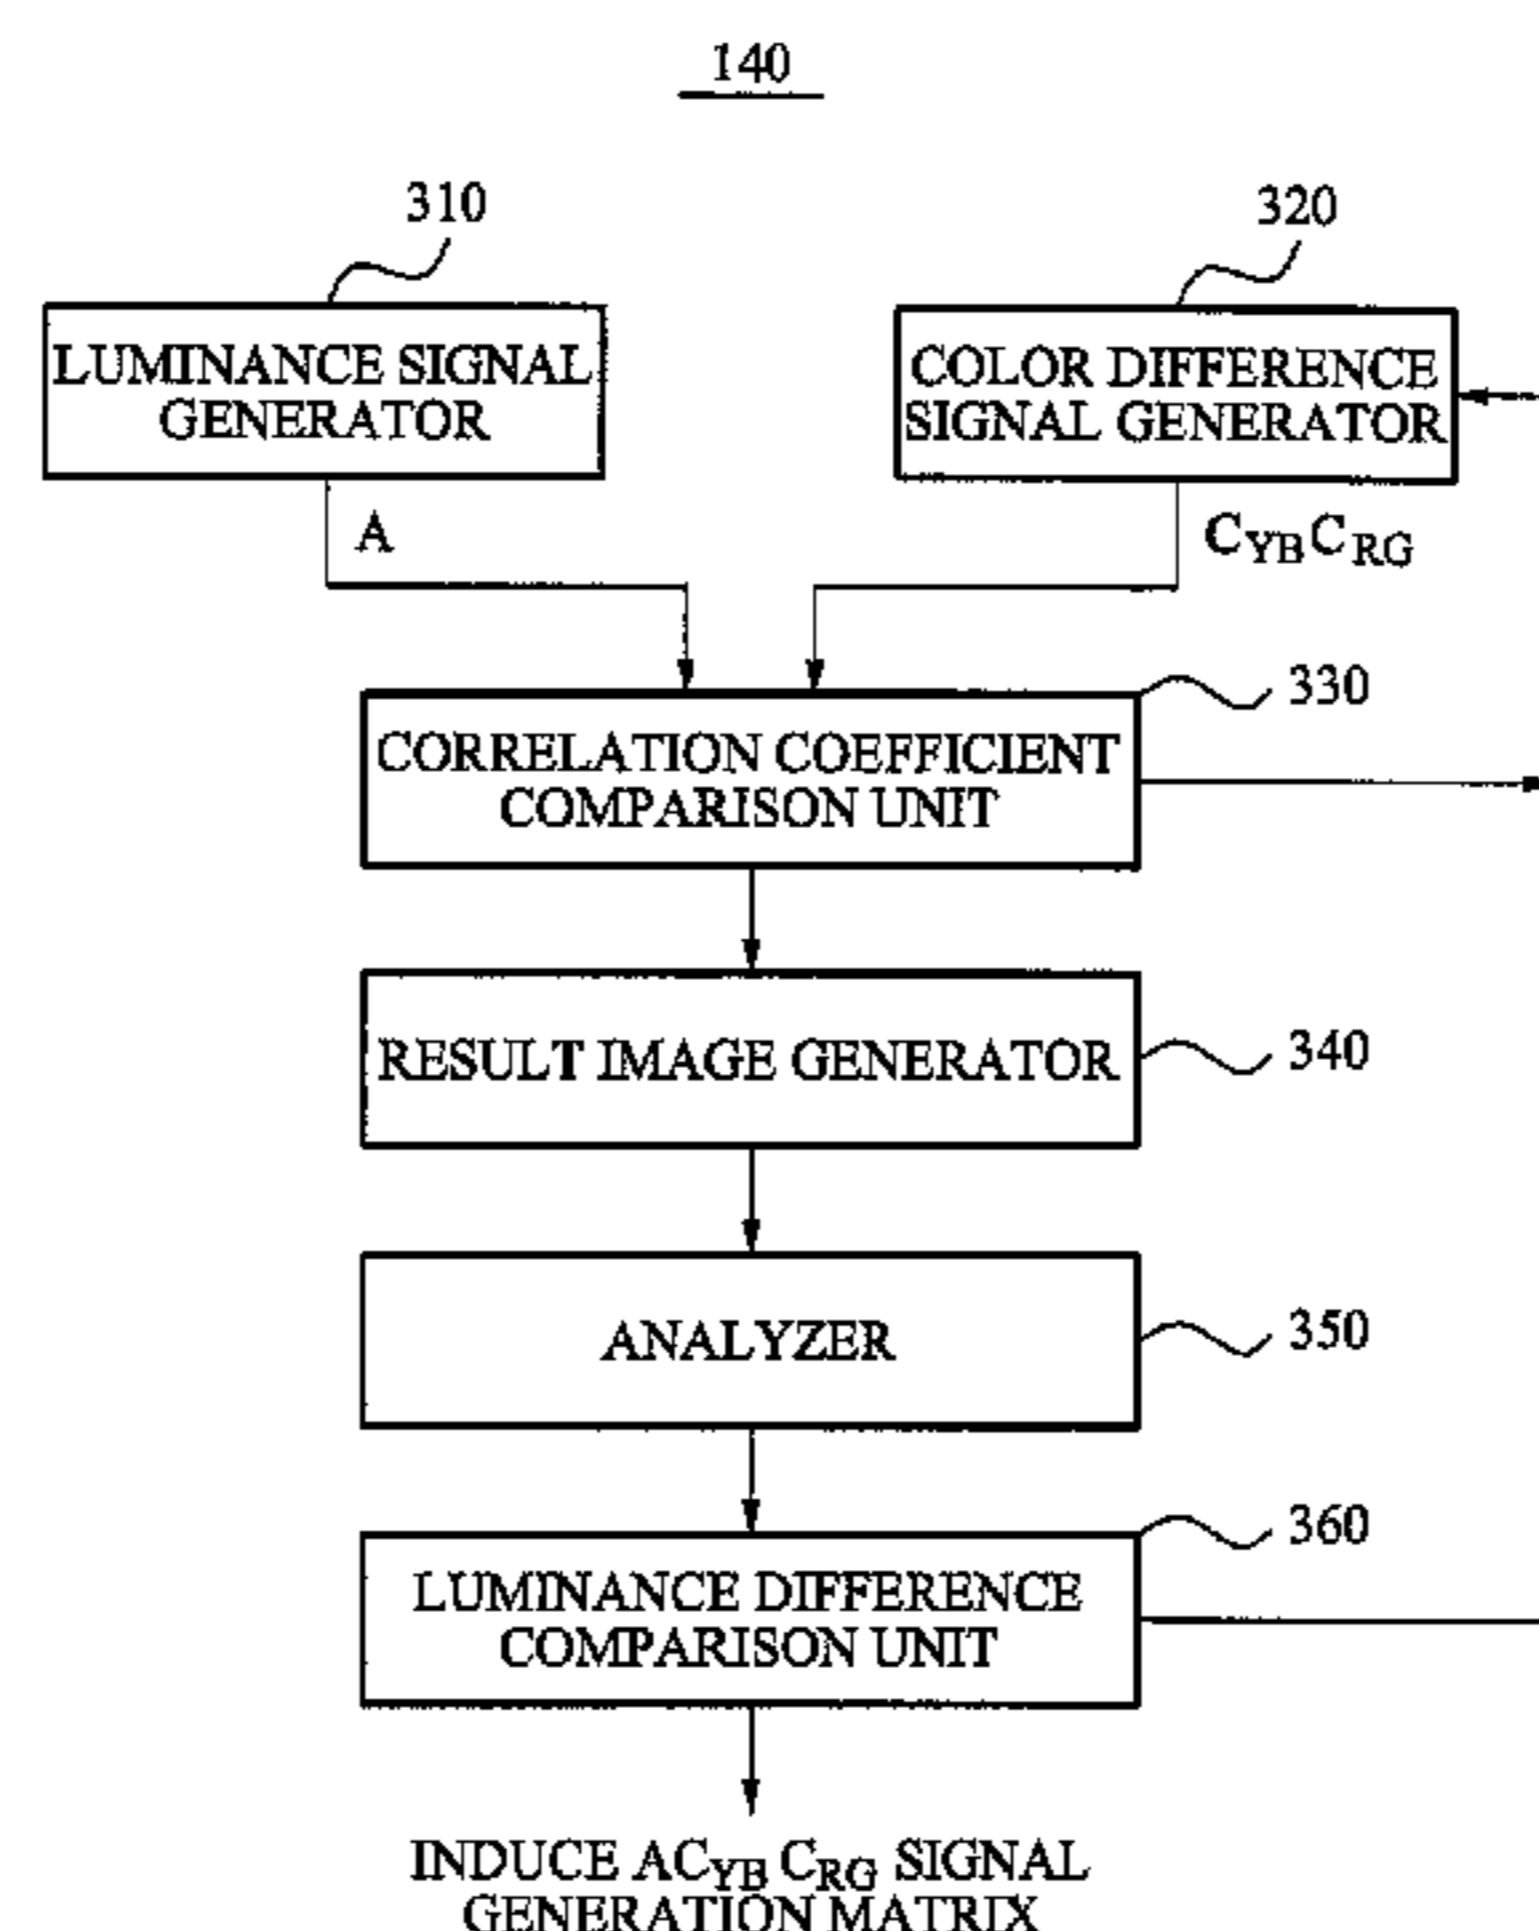 140
310
320
LUMINANCE SIGNAL
GENERATOR
COLOR DIFFERENCE
SIGNAL GENERATOR
A
CYBCRG
330
CORRELATION COEFFICIENT
COMPARISON UNIT
RESULT IMAGE GENERATOR
340
ANALYZER
350
360
LUMINANCE DIFFERENCE
COMPARISON UNIT
INDUCE ACYB CRG SIGNAL
GENERATION MATRIX